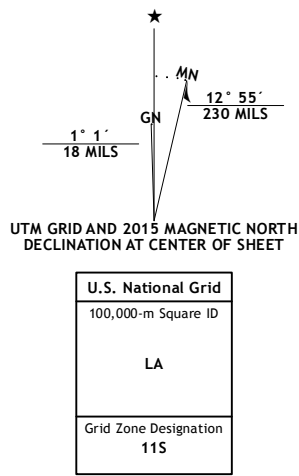 ★
MN
GN
12° 55´
230 MILS
1° 1´
18 MILS
UTM GRID AND 2015 MAGNETIC NORTH
DECLINATION AT CENTER OF SHEET
U.S. National Grid
100,000-m Square ID
LA
Grid Zone Designation
11S